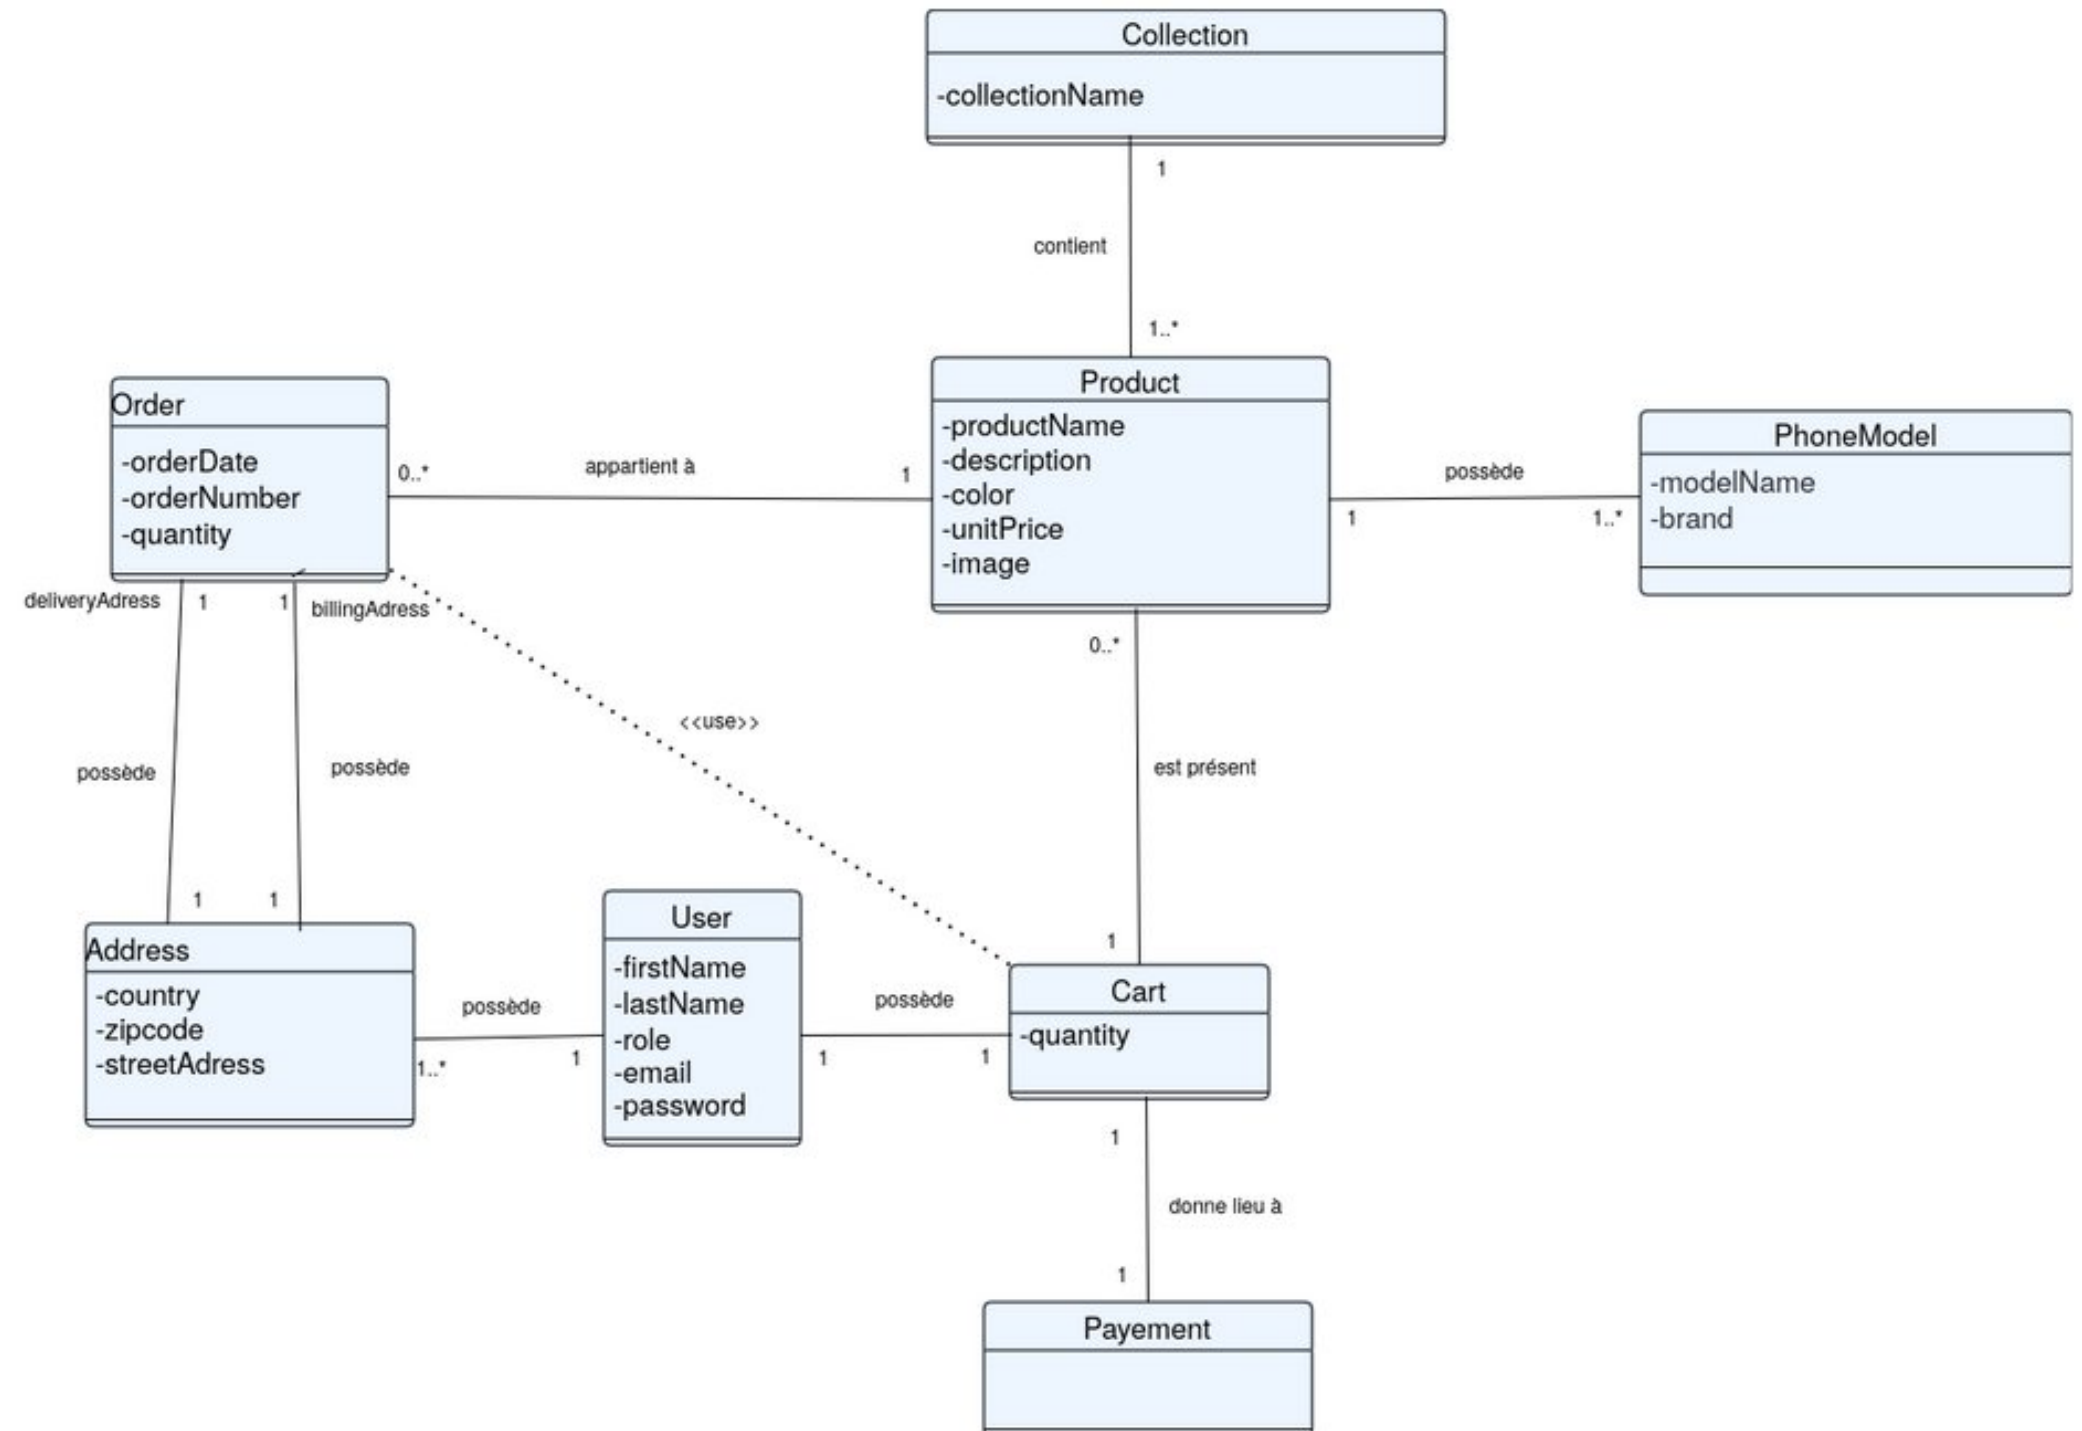 Collection
-collectionName
1
contient
1..*
Product
-productName
-description
-color
-unitPrice
-image
Order
-orderDate
-orderNumber
-quantity
0..*
appartient à
1
possède
1
1..*
PhoneModel
-modelName
-brand
deliveryAdress
1
1
billingAdress
0..*
<<use>>
possède
possède
est présent
1
1
1
Address
-country
-zipcode
-streetAdress
possède
1..*
1
User
-firstName
-lastName
-role
-email
-password
possède
1
1
Cart
-quantity
1
donne lieu à
1
Payement